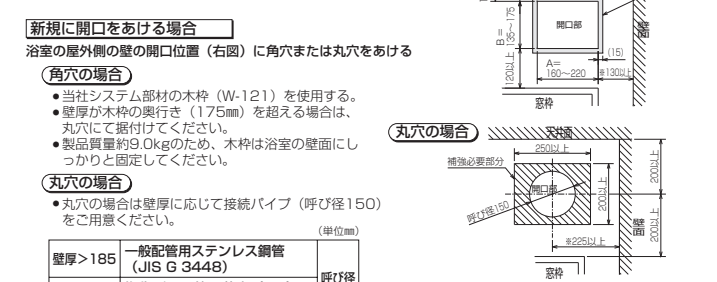 新規に開口をあける場合
浴室の屋外側の壁の開口位置（右図）に角穴または丸穴をあける
角穴の場合
●当社システム部材の木枠（W-121）を使用する。
●壁厚が木枠の奥行き（175㎜）を超える場合は、
丸穴にて据付けてください。
●製品質量約9.0kgのため、木枠は浴室の壁面にし
っかりと固定してください。
丸穴の場合
●丸穴の場合は壁厚に応じて接続パイプ（呼び径150）
をご用意ください。
（単位㎜）
壁厚>185
一般配管用ステンレス鋼管
（JIS G 3448）
呼び径
開口部
壁面
B＝
135～175
120以上
（15）
A＝
160～220
※130以上
窓枠
丸穴の場合
天井面
250以上
補強必要部分
開口部
呼び径150
200以上
200以上
200以上
壁面
※225以上
窓枠